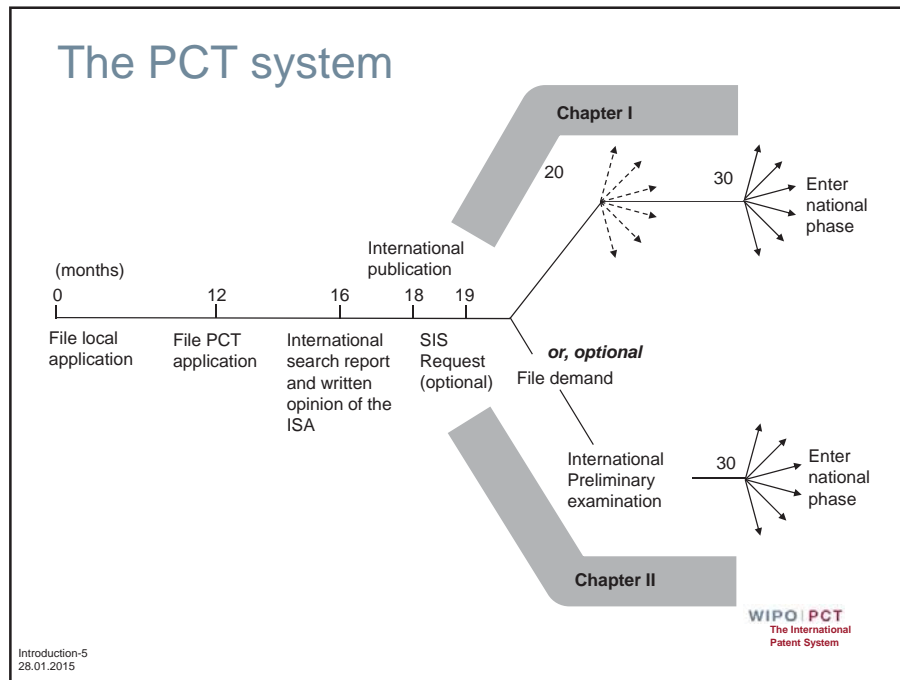 The PCT system
Chapter I
20
30
Enter
national
phase
International
publication
(months)
0
12
16
18
19
File local
application
File PCT
application
International
search report
and written
opinion of the
ISA
SIS
Request
(optional)
or, optional
File demand
International
Preliminary
examination
30
Enter
national
phase
Chapter II
WIPO|PCT
The International
Patent System
Introduction-5
28.01.2015